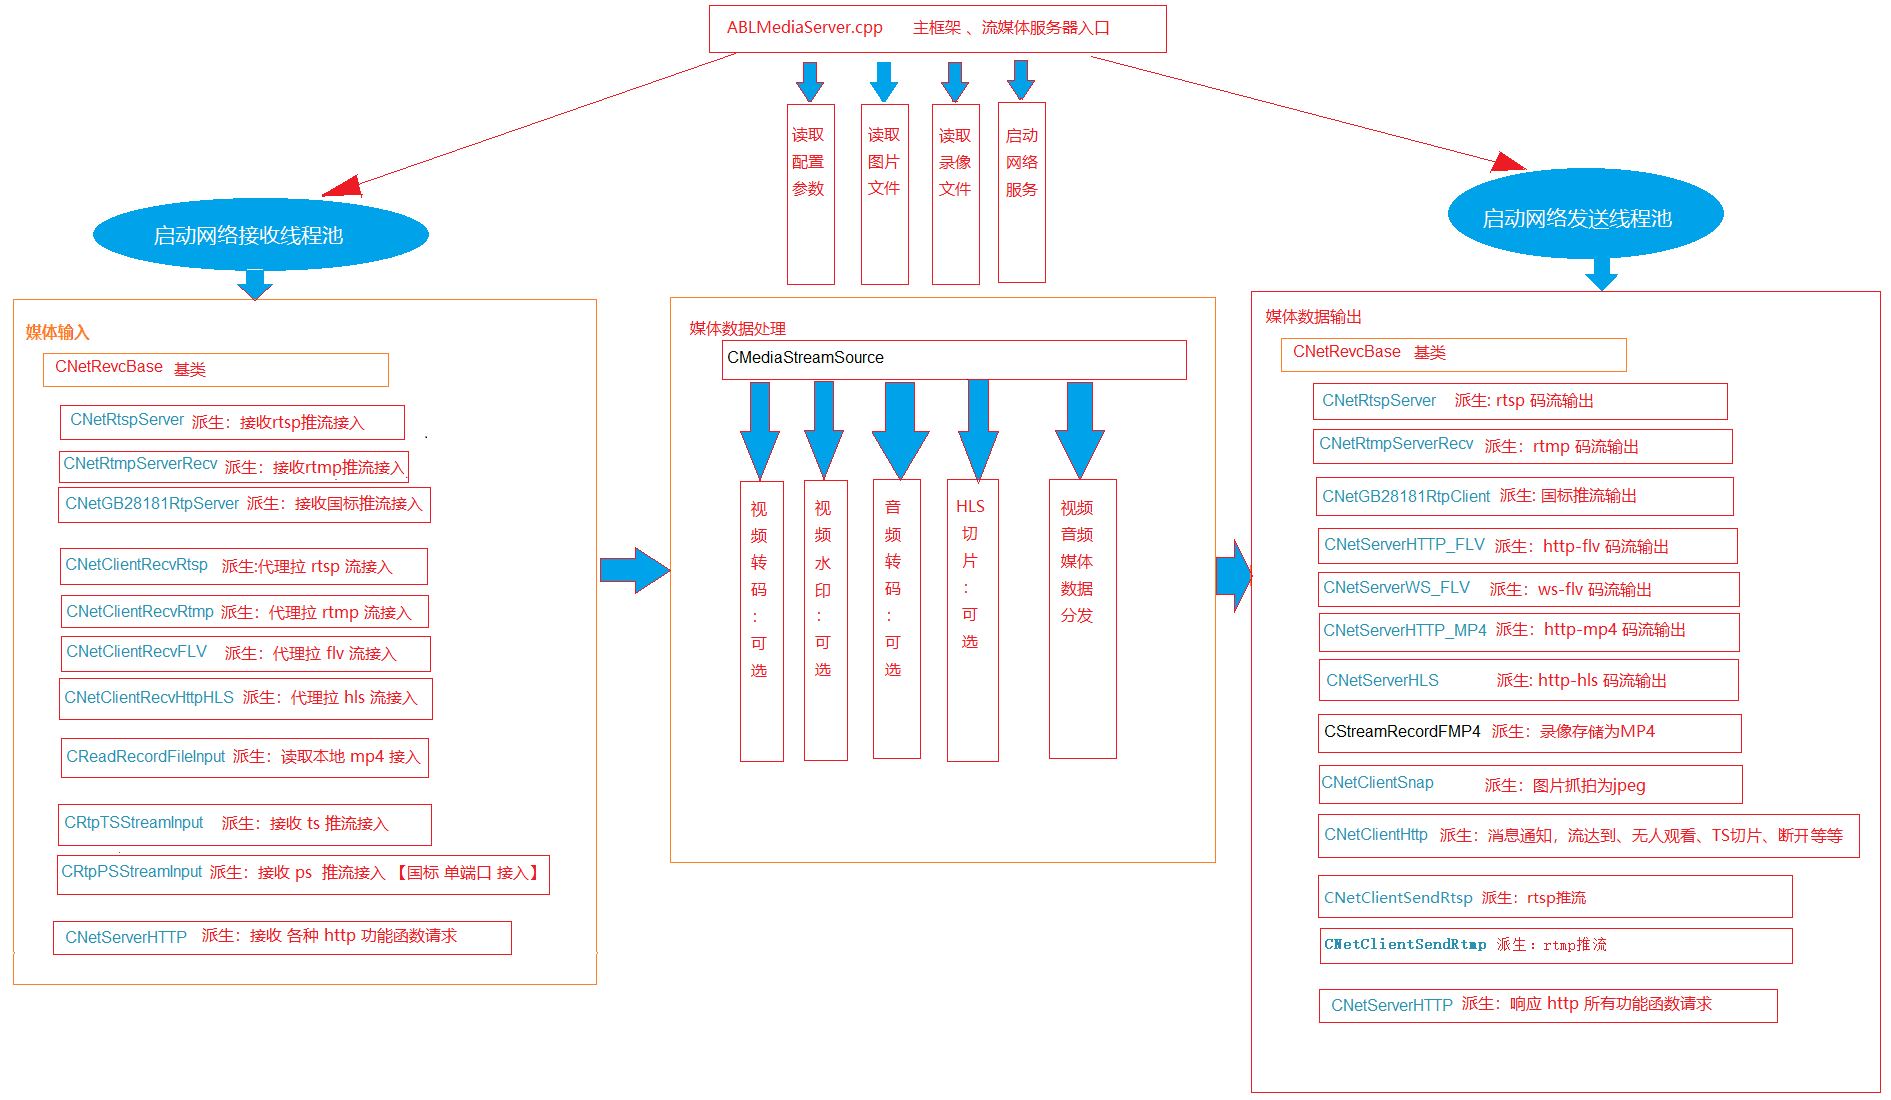 ABLMediaServer.cpp 主框架 、流媒体服务器入口
读取
配置
参数
读取
图片
文件
读取
录像
文件
启动
网络
服务
启动网络接收线程池
启动网络发送线程池
媒体输入
CNetRevcBase 基类
CNetRtspServer 派生：接收rtsp推流接入
CNetRtmpServerRecv 派生：接收rtmp推流接入
CNetGB28181RtpServer 派生：接收国标推流接入
CNetClientRecvRtsp 派生:代理拉 rtsp 流接入
CNetClientRecvRtmp 派生：代理拉 rtmp 流接入
CNetClientRecvFLV 派生：代理拉 flv 流接入
CNetClientRecvHttpHLS 派生：代理拉 hls 流接入
CReadRecordFileInput 派生：读取本地 mp4 接入
CRtpTSStreamInput 派生：接收 ts 推流接入
CRtpPSStreamInput 派生：接收 ps 推流接入 【国标 单端口 接入】
CNetServerHTTP 派生：接收 各种 http 功能函数请求
媒体数据处理
CMediaStreamSource
视
频
转
码
：
可
选
视
频
水
印
：
可
选
音
频
转
码
：
可
选
HLS
切
片
：
可
选
视频
音频
媒体
数据
分发
媒体数据输出
CNetRevcBase 基类
CNetRtspServer 派生: rtsp 码流输出
CNetRtmpServerRecv 派生：rtmp 码流输出
CNetGB28181RtpClient 派生: 国标推流输出
CNetServerHTTP_FLV 派生：http-flv 码流输出
CNetServerWS_FLV 派生：ws-flv 码流输出
CNetServerHTTP_MP4 派生：http-mp4 码流输出
CNetServerHLS 派生: http-hls 码流输出
CStreamRecordFMP4 派生：录像存储为MP4
CNetClientSnap 派生：图片抓拍为jpeg
CNetClientHttp 派生：消息通知，流达到、无人观看、TS切片、断开等等
CNetClientSendRtsp 派生：rtsp推流
CNetClientSendRtmp 派生：rtmp推流
CNetServerHTTP 派生：响应 http 所有功能函数请求